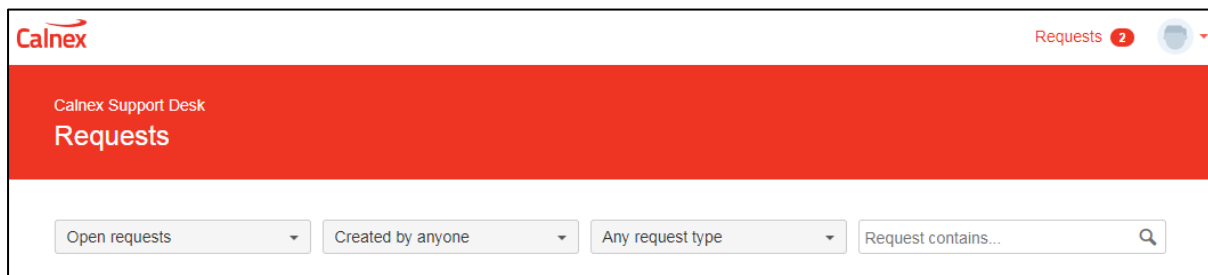 Calnex
Requests 2
Calnex Support Desk
Requests
Open requests
Created by anyone
Any request type
Request contains...